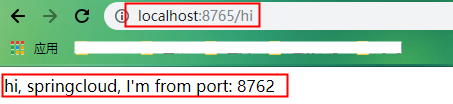 localhost:8765/hi
应用
hi, springcloud, I'm from port: 8762